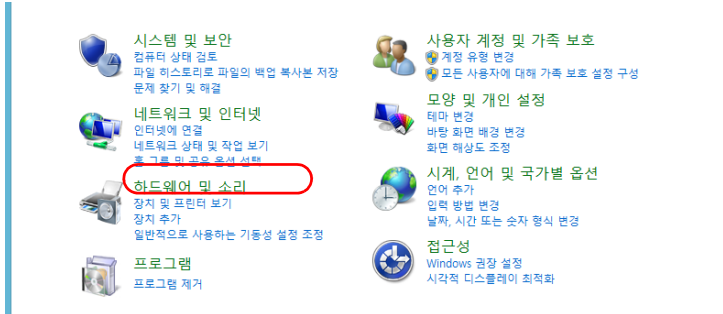 시스템 및 보안
컴퓨터 상태 검토
파일 히스토리로 파일의 백업 복사본 저장
문제 찾기 및 해결
네트워크 및 인터넷
인터넷에 연결
네트워크 상태 및 작업 보기
홈 그룹 및 공유 옵션 선택
하드웨어 및 소리
장치 및 프린터 보기
장치 추가
일반적으로 사용하는 기동성 설정 조정
프로그램
프로그램 제거
사용자 계정 및 가족 보호
계정 유형 변경
모든 사용자에 대해 가족 보호 설정 구성
모양 및 개인 설정
테마 변경
바탕 화면 배경 변경
화면 해상도 조정
시계, 언어 및 국가별 옵션
언어 추가
입력 방법 변경
날짜, 시간 또는 숫자 형식 변경
접근성
Windows 권장 설정
시각적 디스플레이 최적화